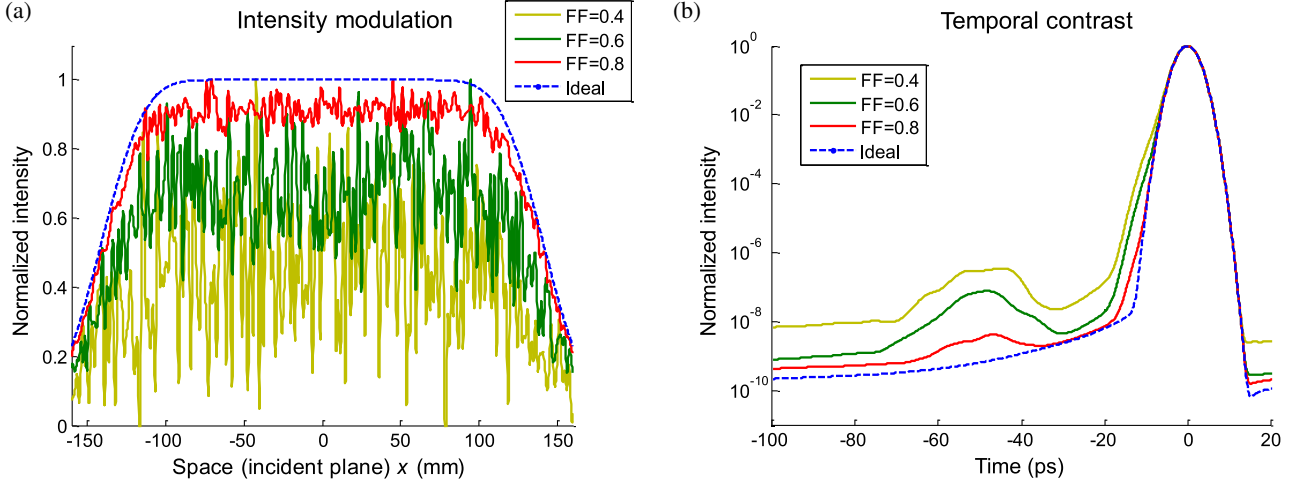 (a)
Intensity modulation
FF=0.4
FF=0.6
FF=0.8
Ideal
Normalized intensity
1
0.8
0.6
0.4
0.2
0
-150
-100
-50
0
50
100
150
Space (incident plane) x (mm)
(b)
Temporal contrast
FF=0.4
FF=0.6
FF=0.8
Ideal
Normalized intensity
10^0
10^-2
10^-4
10^-6
10^-8
10^-10
-100
-80
-60
-40
-20
0
20
Time (ps)